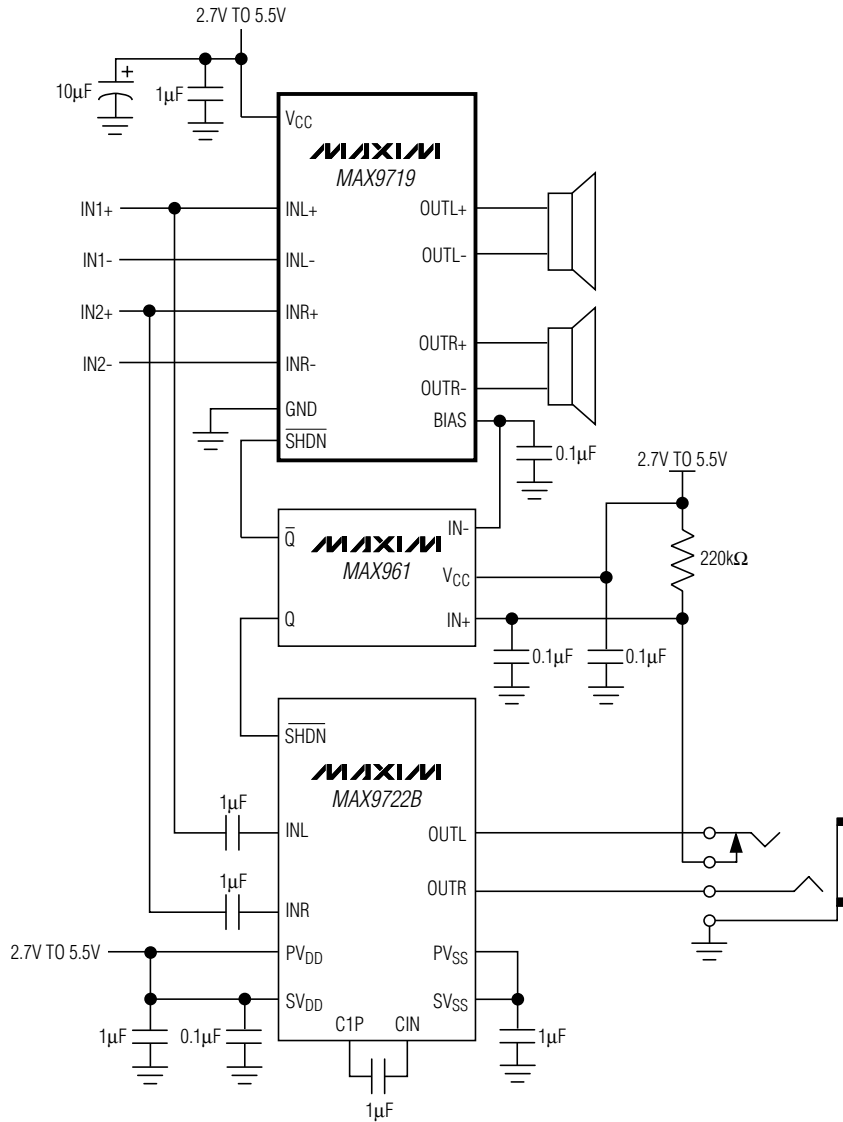 2.7V TO 5.5V
10µF
+
1µF
VCC
MAXIM
MAX9719
IN1+
INL+
OUTL+
IN1-
INL-
OUTL-
IN2+
INR+
OUTR+
IN2-
INR-
OUTR-
GND
BIAS
SHDN
0.1µF
2.7V TO 5.5V
Q
MAXIM
MAX961
IN-
VCC
220kΩ
Q
IN+
0.1µF
0.1µF
SHDN
MAXIM
MAX9722B
1µF
INL
OUTL
1µF
INR
OUTR
2.7V TO 5.5V
PVDD
PVSS
SVDD
SVSS
1µF
0.1µF
C1P
CIN
1µF
1µF